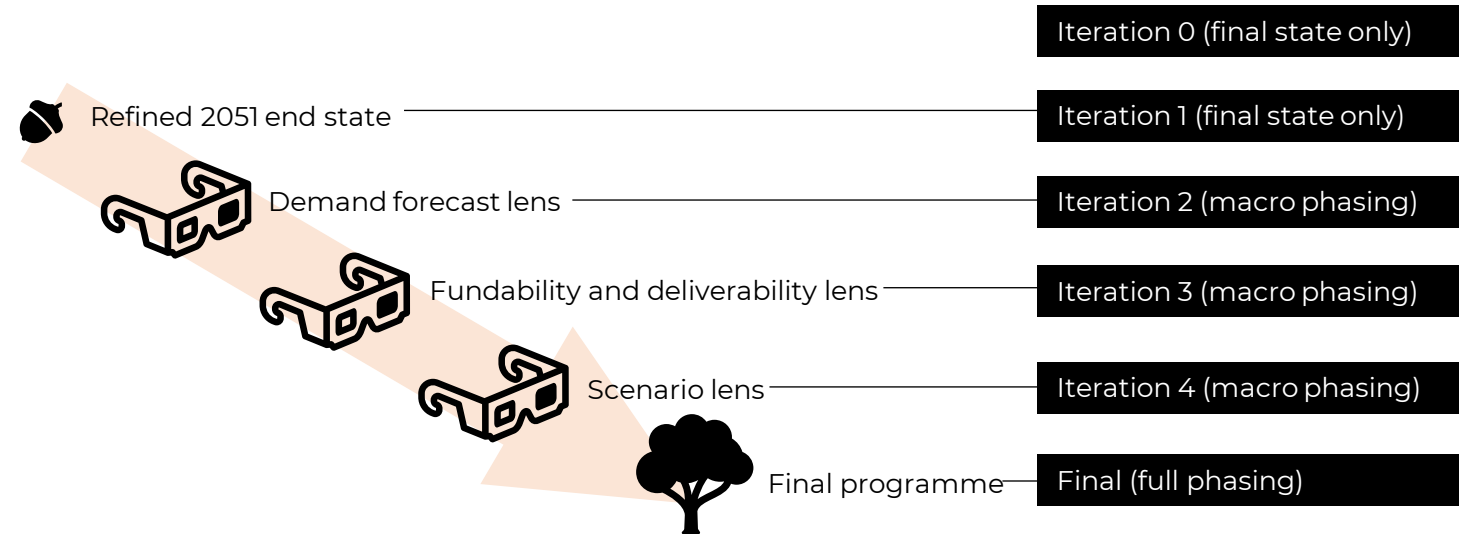 Iteration 0 (final state only)
Refined 2051 end state
Iteration 1 (final state only)
Demand forecast lens
Iteration 2 (macro phasing)
Fundability and deliverability lens
Iteration 3 (macro phasing)
Scenario lens
Iteration 4 (macro phasing)
Final programme
Final (full phasing)